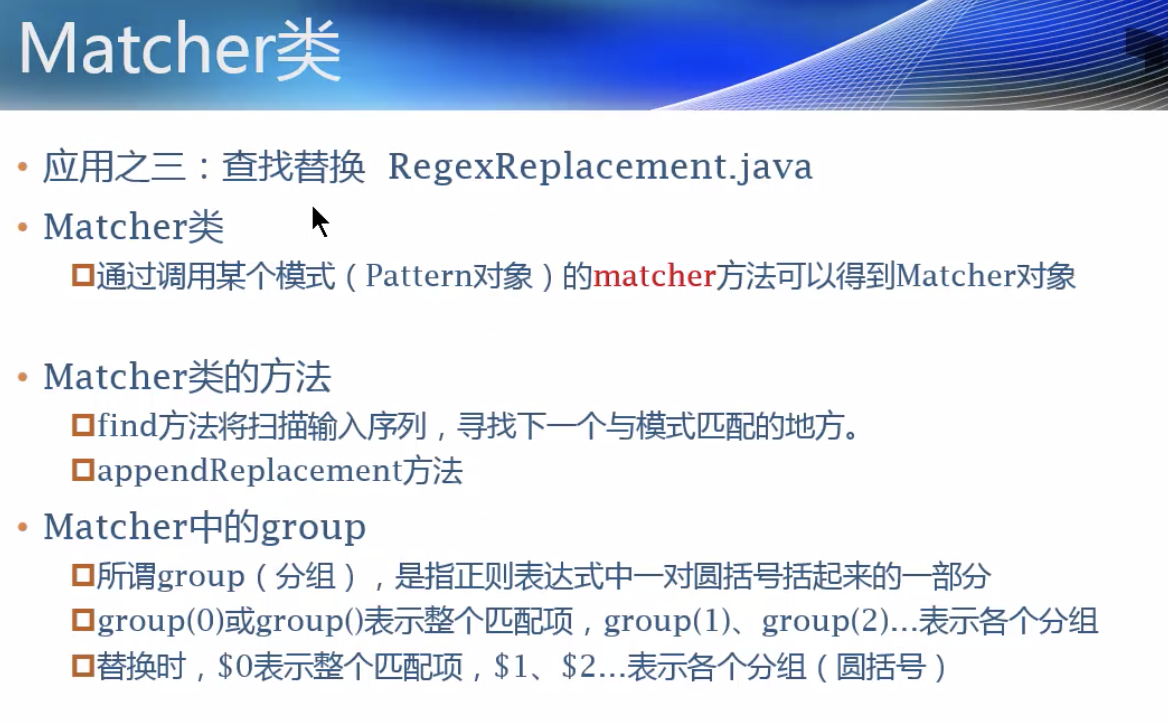 Matcher类
• 应用之三：查找替换 RegexReplacement.java
• Matcher类
通过调用某个模式（Pattern对象）的matcher方法可以得到Matcher对象
• Matcher类的方法
find方法将扫描输入序列，寻找下一个与模式匹配的地方。
appendReplacement方法
• Matcher中的group
所谓group（分组），是指正则表达式中一对圆括号括起来的一部分
group(0)或group()表示整个匹配项，group(1)、group(2)…表示各个分组
替换时，$0表示整个匹配项，$1、$2…表示各个分组（圆括号）